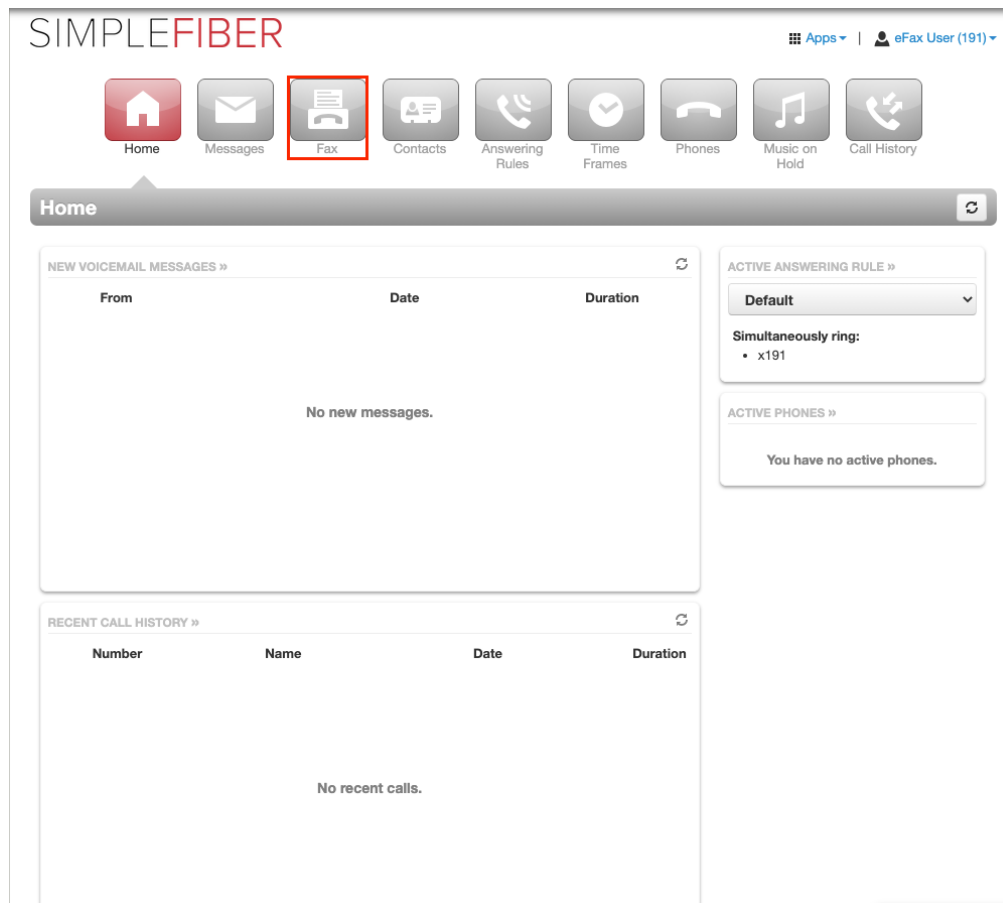 SIMPLEFIBER
Apps | eFax User (191)
Home
Messages
Fax
Contacts
Answering
Rules
Time
Frames
Phones
Music on
Hold
Call History
Home
NEW VOICEMAIL MESSAGES »
From Date Duration
No new messages.
ACTIVE ANSWERING RULE »
Default
Simultaneously ring:
• x191
ACTIVE PHONES »
You have no active phones.
RECENT CALL HISTORY »
Number Name Date Duration
No recent calls.